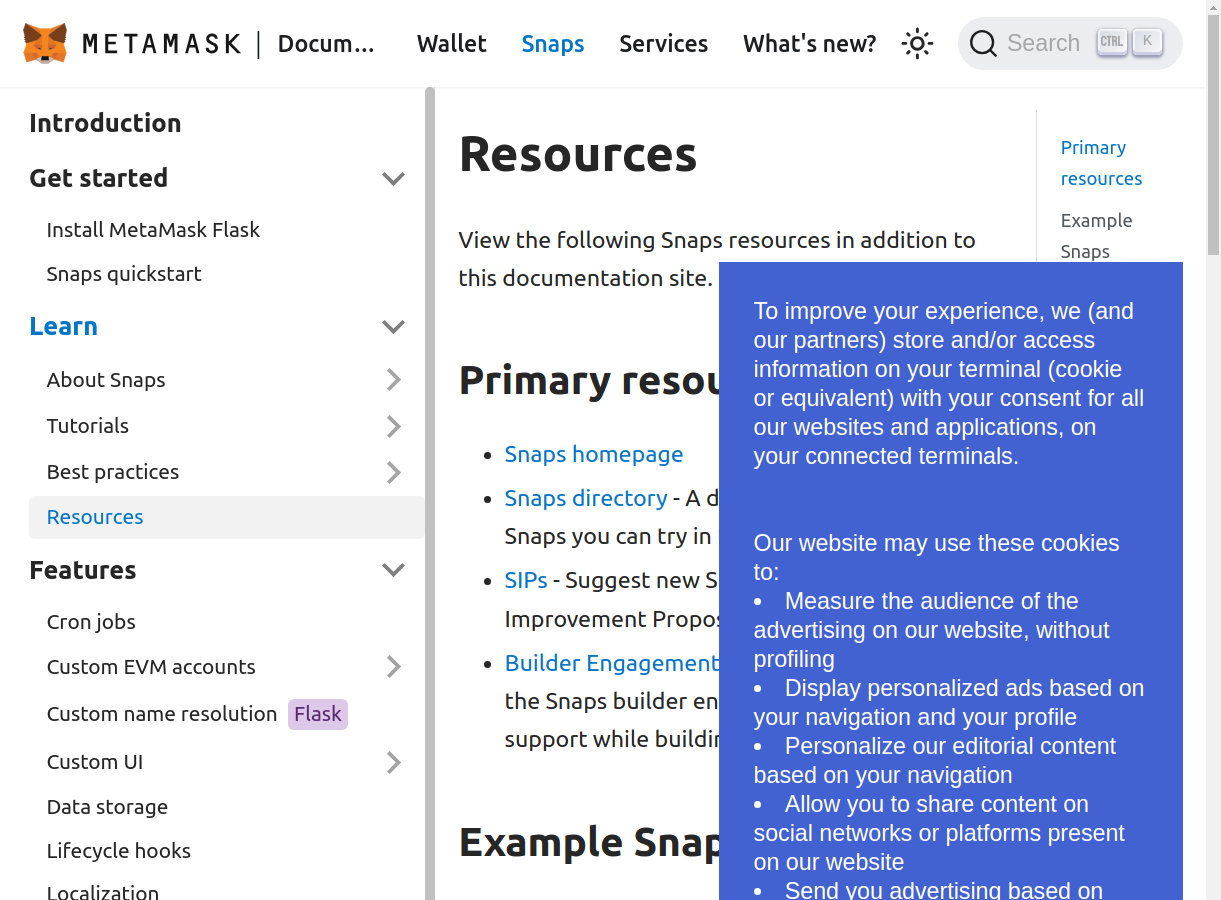 METAMASK | Docum... Wallet Snaps Services What's new? Search CTRL K
Introduction
Get started
Install MetaMask Flask
Snaps quickstart
Learn
About Snaps
Tutorials
Best practices
Resources
Features
Cron jobs
Custom EVM accounts
Custom name resolution Flask
Custom UI
Data storage
Lifecycle hooks
Localization
Resources
View the following Snaps resources in addition to
this documentation site.
Primary resou
• Snaps homepage
• Snaps directory - A d
Snaps you can try in
• SIPs - Suggest new S
Improvement Propos
• Builder Engagement
the Snaps builder en
support while buildin
Example Snap
Primary
resources
Example
Snaps
To improve your experience, we (and
our partners) store and/or access
information on your terminal (cookie
or equivalent) with your consent for all
our websites and applications, on
your connected terminals.
Our website may use these cookies
to:
• Measure the audience of the
advertising on our website, without
profiling
• Display personalized ads based on
your navigation and your profile
• Personalize our editorial content
based on your navigation
• Allow you to share content on
social networks or platforms present
on our website
• Send you advertising based on